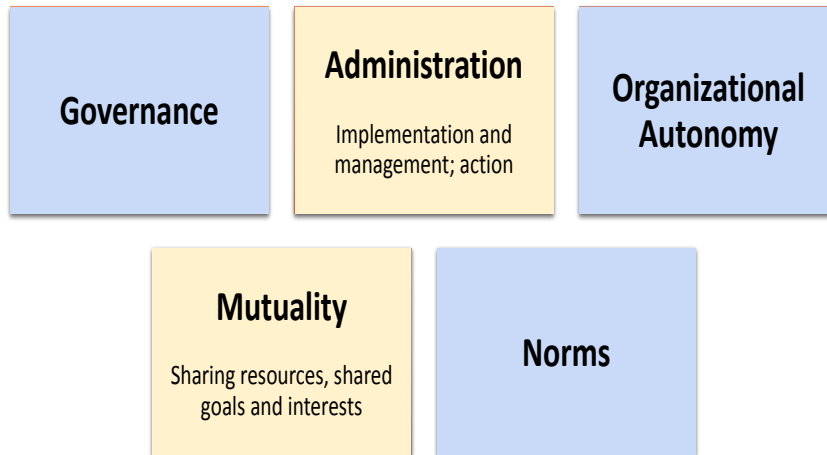 Governance
Administration
Implementation and
management; action
Organizational
Autonomy
Mutuality
Sharing resources, shared
goals and interests
Norms